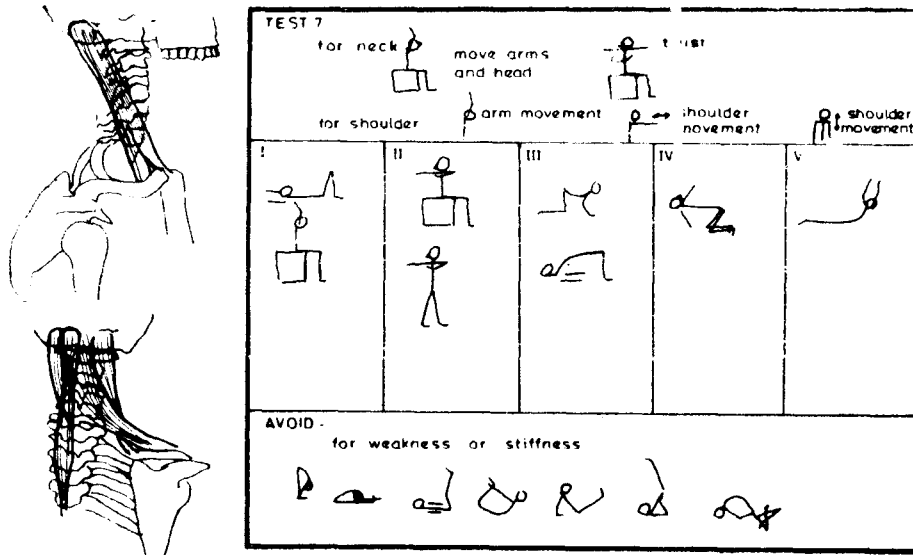 TEST 7
for neck
move arms
and head
twist
for shoulder
arm movement
shoulder
movement
shoulder
movement
I
II
III
IV
V
AVOID -
for weakness or stiffness